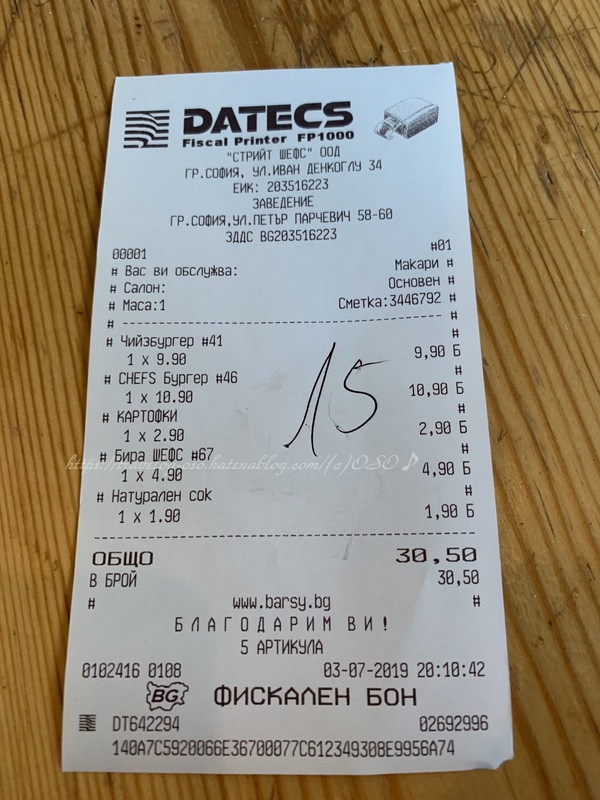 DATECS
Fiscal Printer FP1000
"СТРИЙТ ШЕФС" ООД
ГР.СОФИЯ, УЛ.ИВАН ДЕНКОГЛУ 34
ЕИК: 203516223
ЗАВЕДЕНИЕ
ГР.СОФИЯ,УЛ.ПЕТЪР ПАРЧЕВИЧ 58-60
ЗДДС BG203516223
00001 #01
# Вас ви обслужва: Макари #
# Салон: Основен #
# Маса:1 Сметка:3446792 #
# ---------------------------------- #
# Чийзбургер #41
1 x 9.90 9,90 Б
# CHEFS Бургер #46 #
1 x 10.90 10,90 Б
# КАРТОФКИ #
1 x 2.90 2,90 Б
# Бира ШЕФС #67 #
1 x 4.90 4,90 Б
# Натурален сок #
1 x 1.90 1,90 Б
15
https://travelotooso.hatenablog.com/(c)OSO♪
ОБЩО 30,50
В БРОЙ 30,50
# www.barsy.bg #
БЛАГОДАРИМ ВИ!
5 АРТИКУЛА
0102416 0108 03-07-2019 20:10:42
BG ФИСКАЛЕН БОН
DT642294 02692996
140A7C5920066E36700077C612349308E9956A74